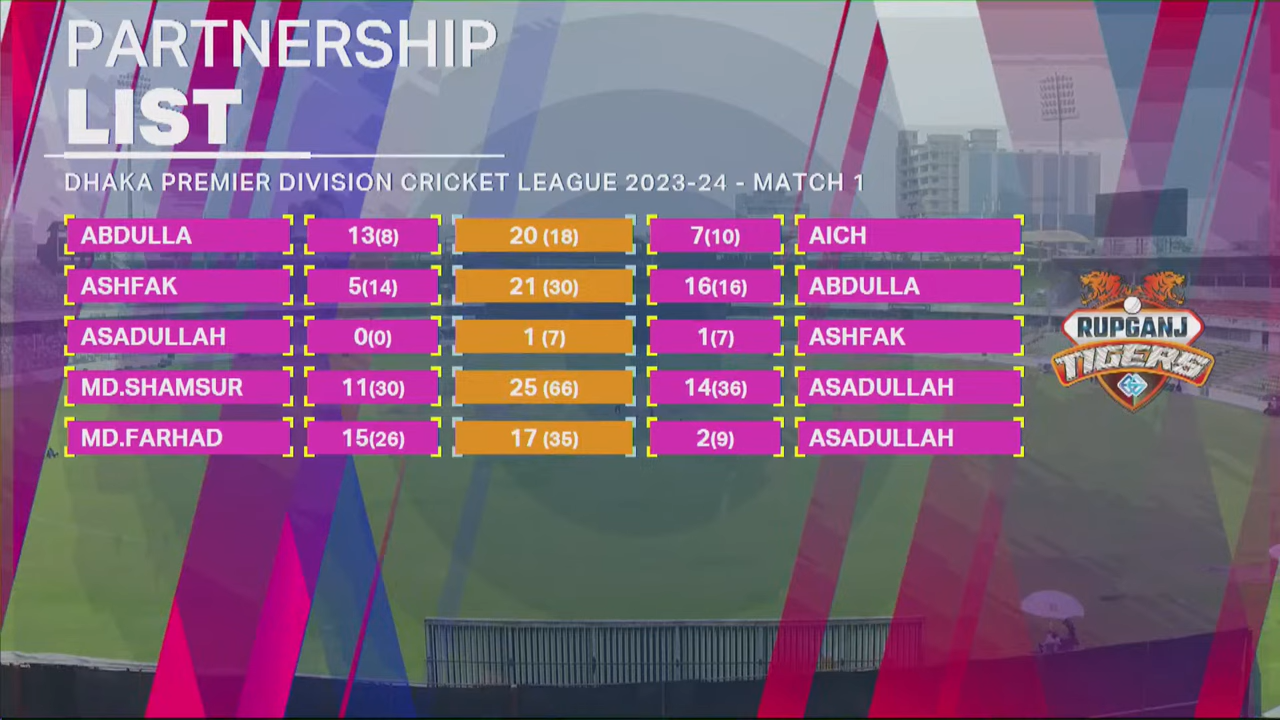 PARTNERSHIP
LIST
DHAKA PREMIER DIVISION CRICKET LEAGUE 2023-24 - MATCH 1
ABDULLA 13(8) 20 (18) 7(10) AICH
ASHFAK 5(14) 21 (30) 16(16) ABDULLA
ASADULLAH 0(0) 1 (7) 1(7) ASHFAK
MD.SHAMSUR 11(30) 25 (66) 14(36) ASADULLAH
MD.FARHAD 15(26) 17 (35) 2(9) ASADULLAH
RUPGANJ
TIGERS